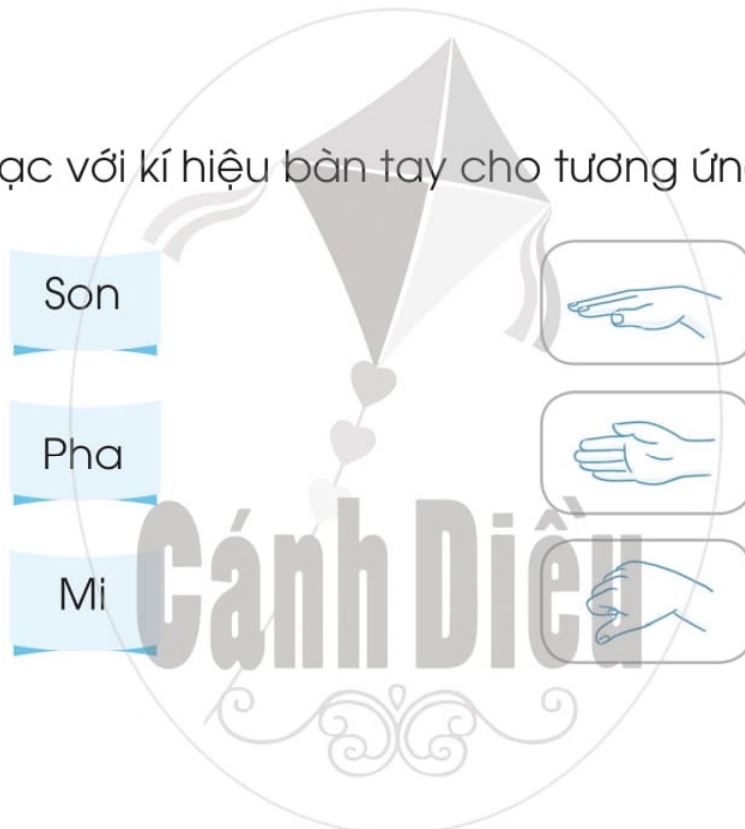 ạc với kí hiệu bàn tay cho tương ứn
Son
Pha
Mi
Cánh Diều